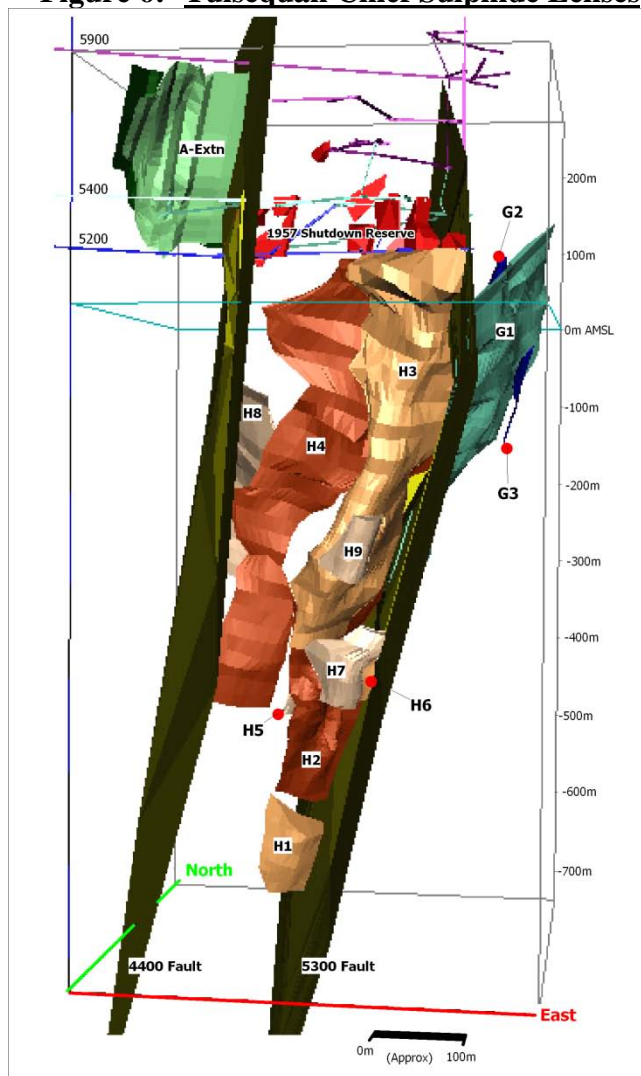 Figure 6: Tulsequah Chief Sulphide Lenses
5900
A-Extn
200m
5400
G2
5200
1957 Shutdown Reserve
100m
G1
0m AMSL
H3
H8
-100m
H4
G3
-200m
H9
-300m
-400m
H7
H6
H5
-500m
H2
-600m
H1
North
-700m
4400 Fault
5300 Fault
East
0m
(Approx)
100m